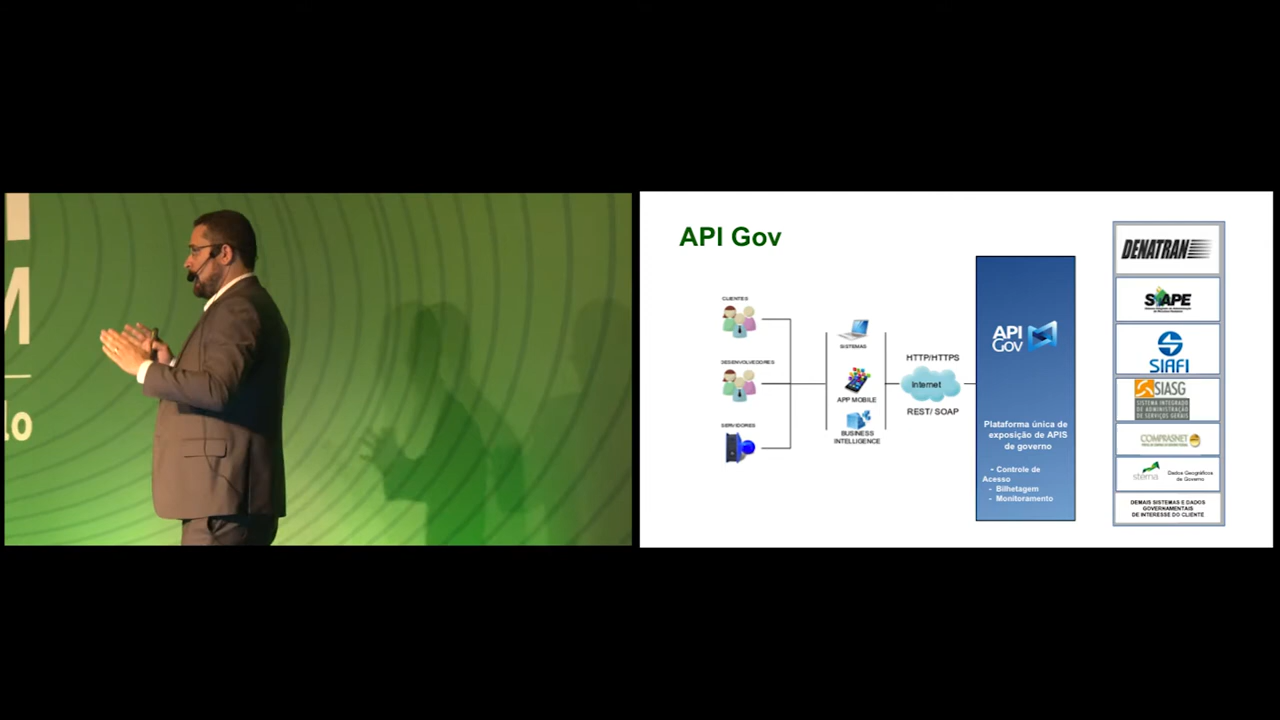 M
lo
API Gov
CLIENTES
DESENVOLVEDORES
SERVIDORES
SISTEMAS
APP MOBILE
BUSINESS
INTELLIGENCE
HTTP/HTTPS
Internet
REST/ SOAP
API
Gov
Plataforma única de
exposição de APIS
de governo
- Controle de
Acesso
- Bilhetagem
- Monitoramento
DENATRAN
SIAPE
SIAFI
SIASG
SISTEMA INTEGRADO
DE ADMINISTRAÇÃO
DE SERVIÇOS GERAIS
COMPRASNET
Dados Geográficos
de Governo
DEMAIS SISTEMAS E DADOS
GOVERNAMENTAIS
DE INTERESSE DO CLIENTE